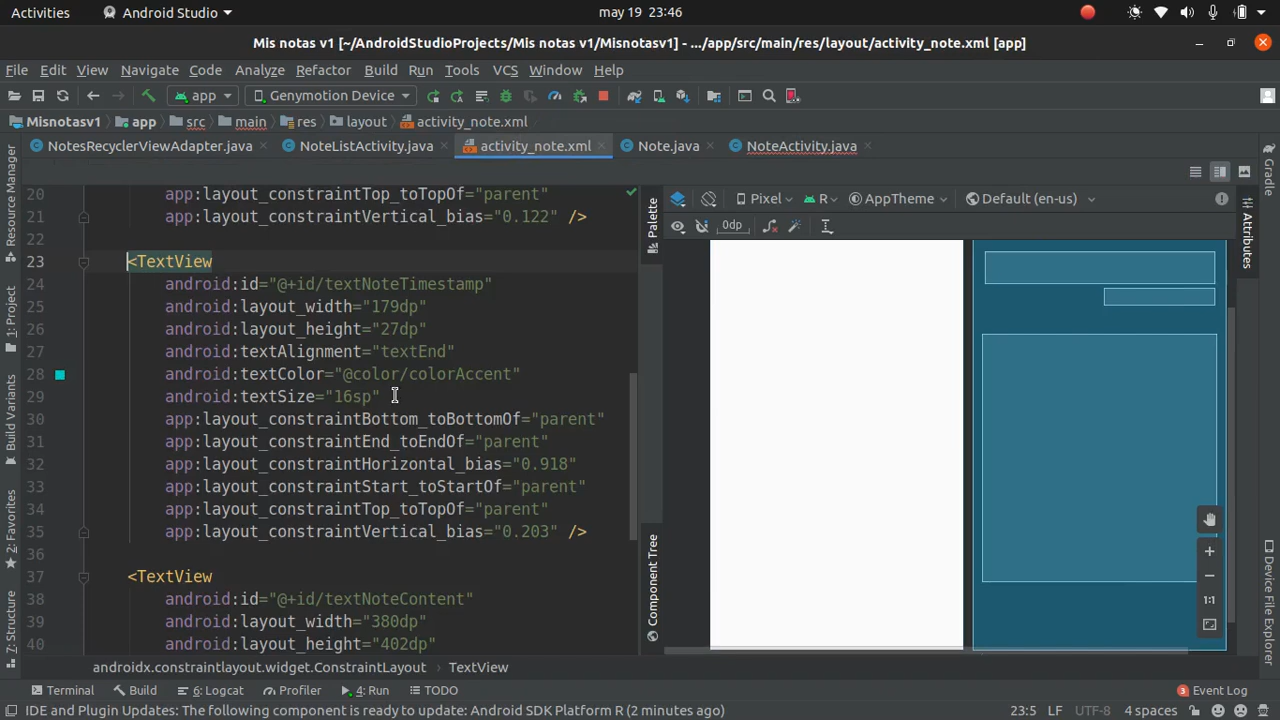 Activities
Android Studio
may 19 23:46
Mis notas v1 [~/AndroidStudioProjects/Mis notas v1/Misnotasv1] - .../app/src/main/res/layout/activity_note.xml [app]
File Edit View Navigate Code Analyze Refactor Build Run Tools VCS Window Help
app
Genymotion Device
Misnotasv1 app src main res layout activity_note.xml
NotesRecyclerViewAdapter.java NoteListActivity.java activity_note.xml Note.java NoteActivity.java
Resource Manager
1: Project
Build Variants
2: Favorites
7: Structure
20 app:layout_constraintTop_toTopOf="parent"
21 app:layout_constraintVertical_bias="0.122" />
22
23 <TextView
24 android:id="@+id/textNoteTimestamp"
25 android:layout_width="179dp"
26 android:layout_height="27dp"
27 android:textAlignment="textEnd"
28 android:textColor="@color/colorAccent"
29 android:textSize="16sp"
30 app:layout_constraintBottom_toBottomOf="parent"
31 app:layout_constraintEnd_toEndOf="parent"
32 app:layout_constraintHorizontal_bias="0.918"
33 app:layout_constraintStart_toStartOf="parent"
34 app:layout_constraintTop_toTopOf="parent"
35 app:layout_constraintVertical_bias="0.203" />
36
37 <TextView
38 android:id="@+id/textNoteContent"
39 android:layout_width="380dp"
40 android:layout_height="402dp"
Palette
Component Tree
Pixel
R
AppTheme
Default (en-us)
0dp
1:1
Gradle
Attributes
Device File Explorer
androidx.constraintlayout.widget.ConstraintLayout
TextView
Terminal Build 6: Logcat Profiler 4: Run TODO
3 Event Log
IDE and Plugin Updates: The following component is ready to update: Android SDK Platform R (2 minutes ago)
23:5 LF UTF-8 4 spaces